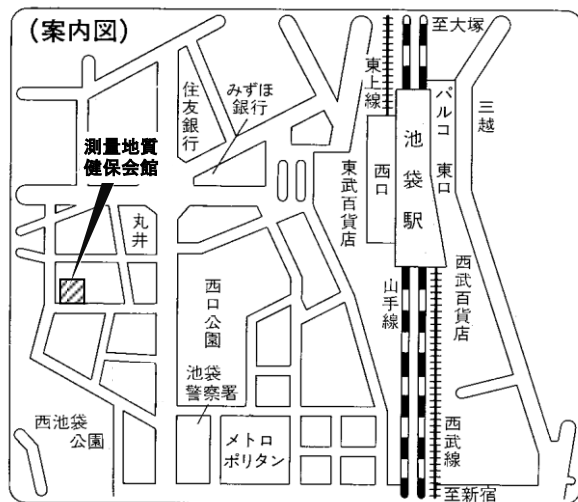 （案内図）
至大塚
東上線
住友銀行
みずほ
銀行
パルコ
三越
測量地質
健保会館
池袋駅
西口
東口
東武百貨店
丸井
西武百貨店
山手線
西口公園
池袋
警察署
西池袋
公園
メトロ
ポリタン
西武線
至新宿